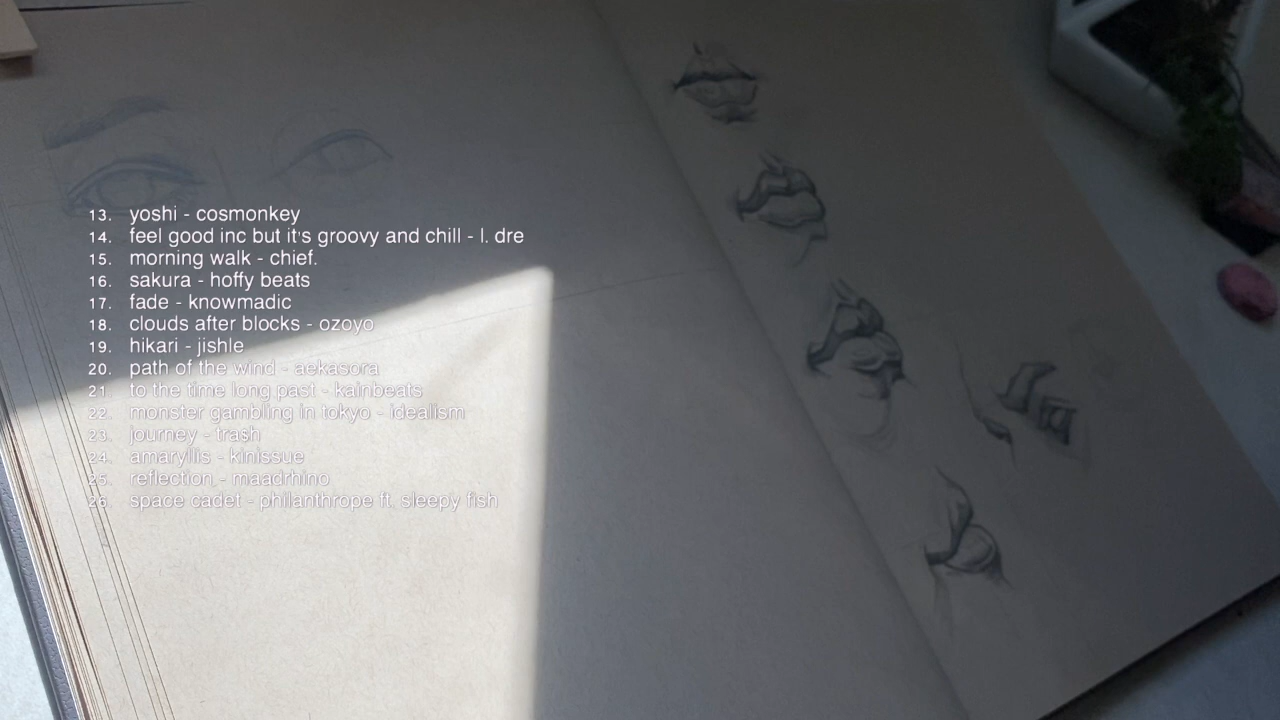 13. yoshi - cosmonkey
14. feel good inc but it's groovy and chill - l. dre
15. morning walk - chief.
16. sakura - hoffy beats
17. fade - knowmadic
18. clouds after blocks - ozoyo
19. hikari - jishle
20. path of the wind - aekasora
21. to the time long past - kainbeats
22. monster gambling in tokyo - idealism
23. journey - trash
24. amaryllis - kinissue
25. reflection - maadrhino
26. space cadet - philanthrope ft. sleepy fish